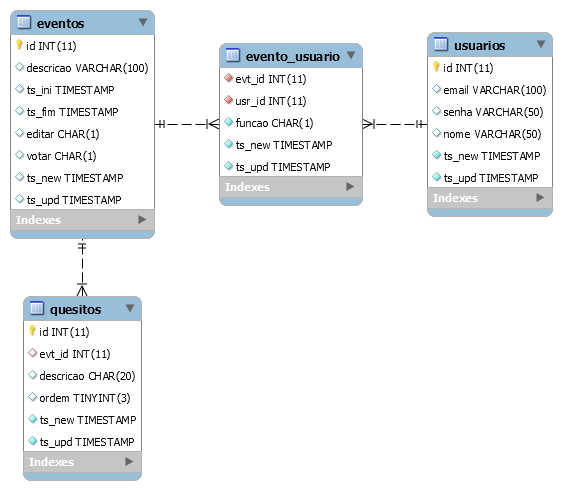 eventos
id INT(11)
descricao VARCHAR(100)
ts_ini TIMESTAMP
ts_fim TIMESTAMP
editar CHAR(1)
votar CHAR(1)
ts_new TIMESTAMP
ts_upd TIMESTAMP
Indexes
evento_usuario
evt_id INT(11)
usr_id INT(11)
funcao CHAR(1)
ts_new TIMESTAMP
ts_upd TIMESTAMP
Indexes
usuarios
id INT(11)
email VARCHAR(100)
senha VARCHAR(50)
nome VARCHAR(50)
ts_new TIMESTAMP
ts_upd TIMESTAMP
Indexes
quesitos
id INT(11)
evt_id INT(11)
descricao CHAR(20)
ordem TINYINT(3)
ts_new TIMESTAMP
ts_upd TIMESTAMP
Indexes